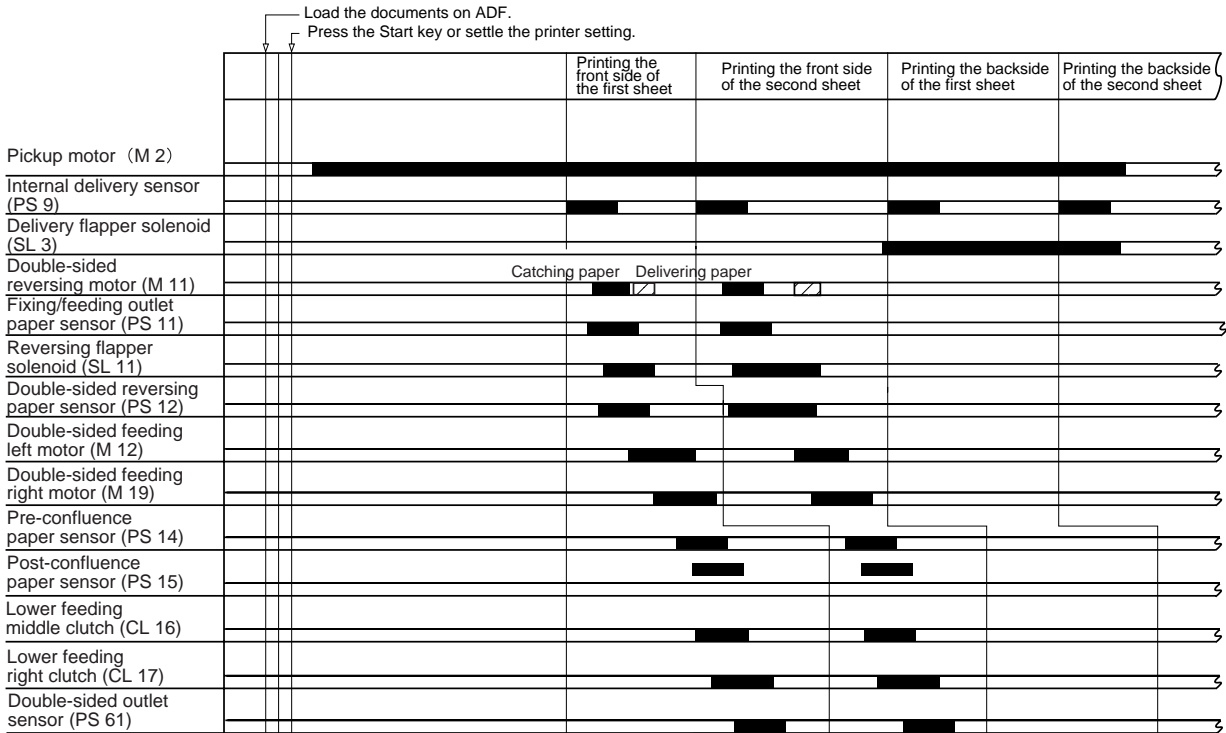 Load the documents on ADF.
Press the Start key or settle the printer setting.
Printing the
front side of
the first sheet
Printing the front side
of the second sheet
Printing the backside
of the first sheet
Printing the backside
of the second sheet
Pickup motor（M 2）
Internal delivery sensor
(PS 9)
Delivery flapper solenoid
(SL 3)
Double-sided
reversing motor (M 11)
Catching paper
Delivering paper
Fixing/feeding outlet
paper sensor (PS 11)
Reversing flapper
solenoid (SL 11)
Double-sided reversing
paper sensor (PS 12)
Double-sided feeding
left motor (M 12)
Double-sided feeding
right motor (M 19)
Pre-confluence
paper sensor (PS 14)
Post-confluence
paper sensor (PS 15)
Lower feeding
middle clutch (CL 16)
Lower feeding
right clutch (CL 17)
Double-sided outlet
sensor (PS 61)